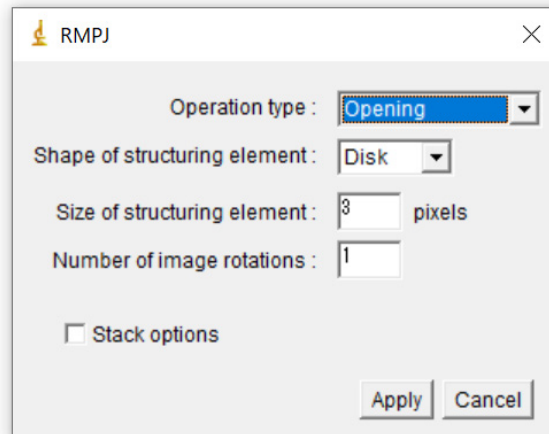 RMPJ
Operation type : Opening
Shape of structuring element : Disk
Size of structuring element : 3 pixels
Number of image rotations : 1
Stack options
Apply Cancel